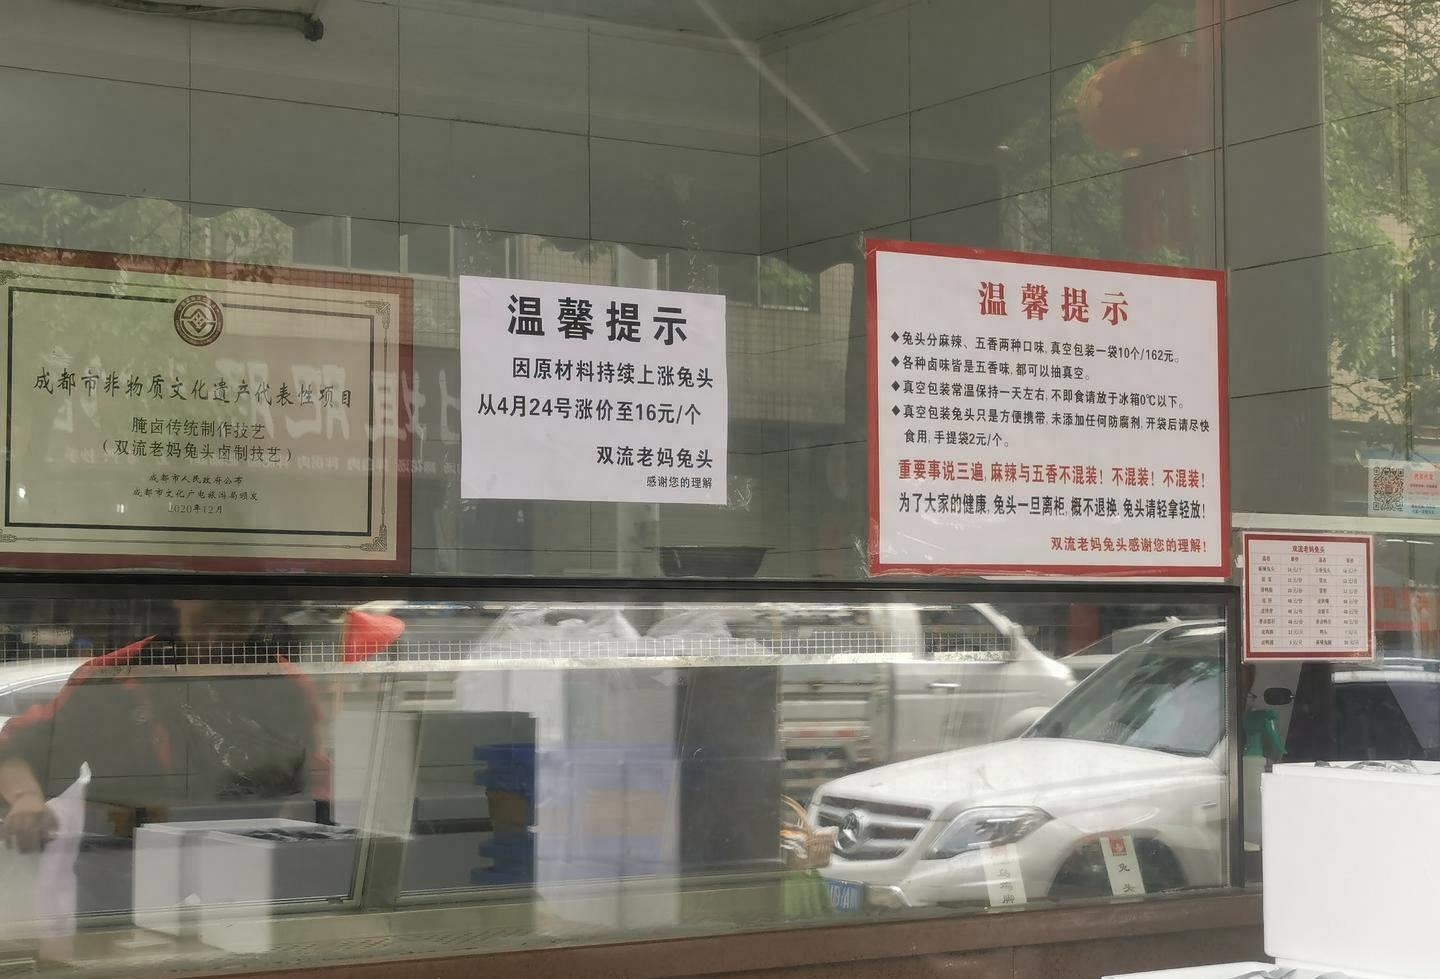 成都市非物质文化遗产代表性项目
腌卤传统制作技艺
（双流老妈兔头卤制技艺）
成都市人民政府公布
成都市文化广电旅游局颁发
2020年12月
温馨提示
因原材料持续上涨兔头
从4月24号涨价至16元/个
双流老妈兔头
感谢您的理解
温馨提示
◆兔头分麻辣、五香两种口味,真空包装一袋10个/162元。
◆各种卤味皆是五香味,都可以抽真空。
◆真空包装常温保持一天左右,不即食请放于冰箱0℃以下。
◆真空包装兔头只是方便携带,未添加任何防腐剂,开袋后请尽快
食用,手提袋2元/个。
重要事说三遍,麻辣与五香不混装！不混装！不混装！
为了大家的健康,兔头一旦离柜,概不退换,兔头请轻拿轻放!
双流老妈兔头感谢您的理解!
双流老妈兔头
兔头